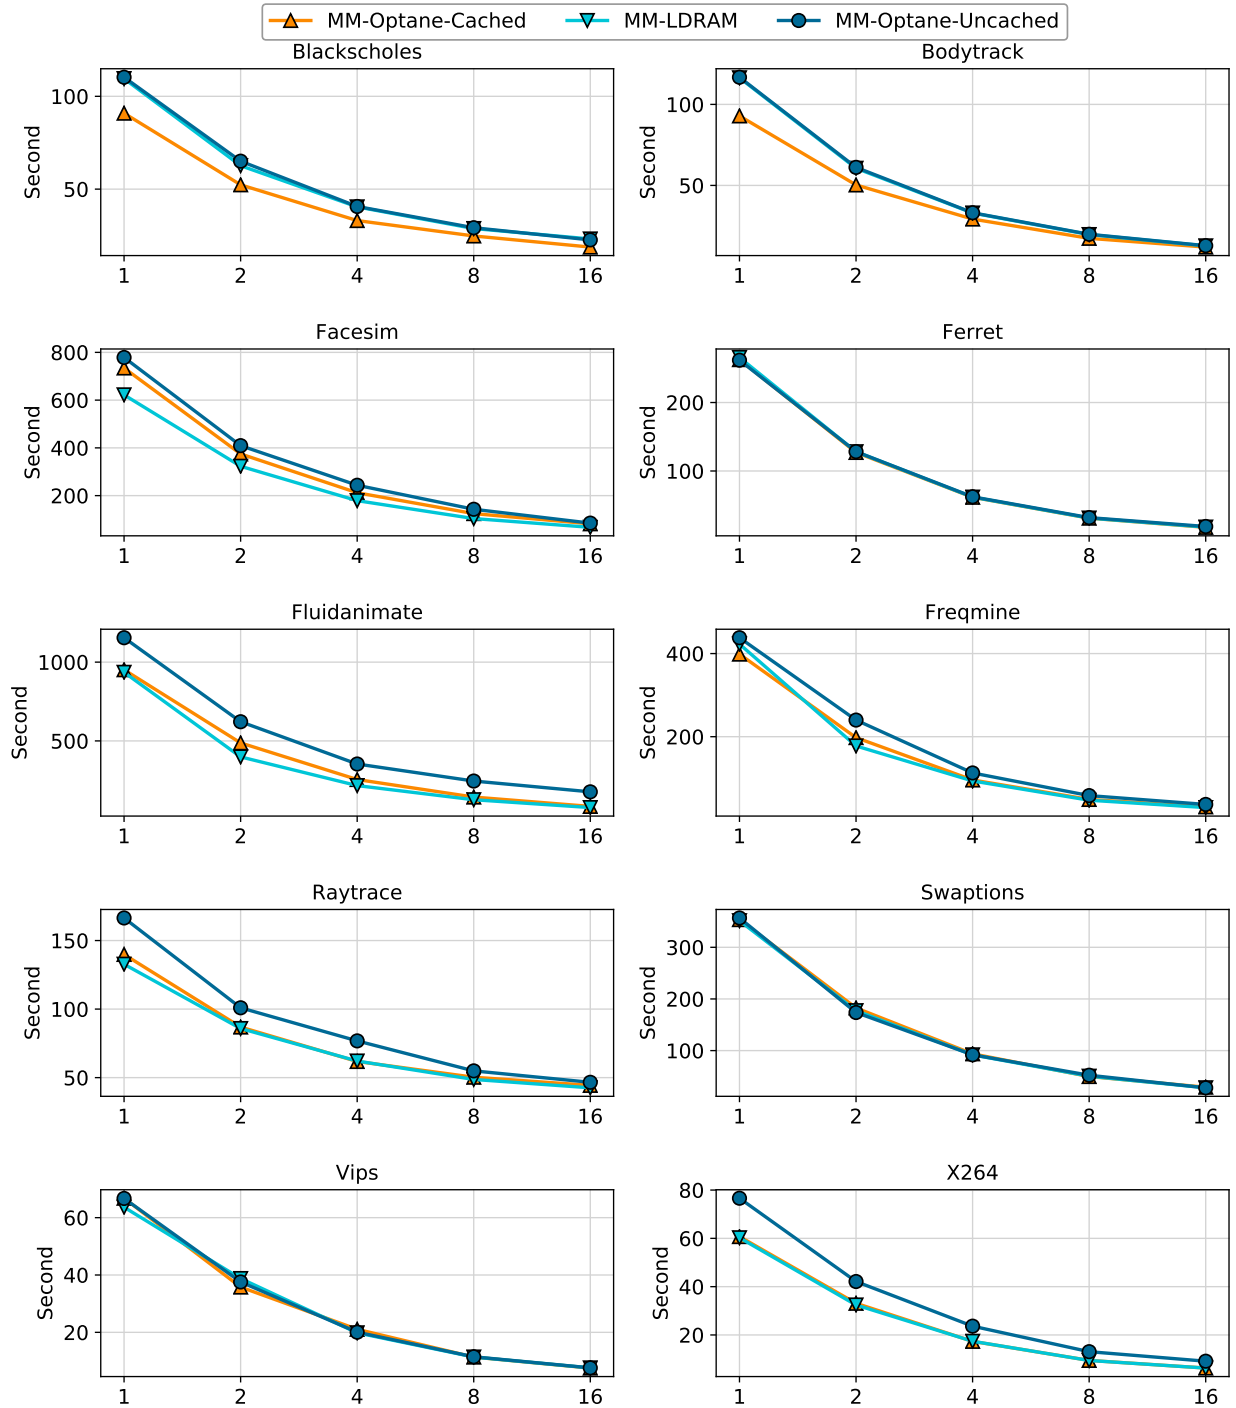 MM-Optane-Cached MM-LDRAM MM-Optane-Uncached
Blackscholes
Second
100
50
1 2 4 8 16
Bodytrack
Second
100
50
1 2 4 8 16
Facesim
Second
800
600
400
200
1 2 4 8 16
Ferret
Second
200
100
1 2 4 8 16
Fluidanimate
Second
1000
500
1 2 4 8 16
Freqmine
Second
400
200
1 2 4 8 16
Raytrace
Second
150
100
50
1 2 4 8 16
Swaptions
Second
300
200
100
1 2 4 8 16
Vips
Second
60
40
20
1 2 4 8 16
X264
Second
80
60
40
20
1 2 4 8 16